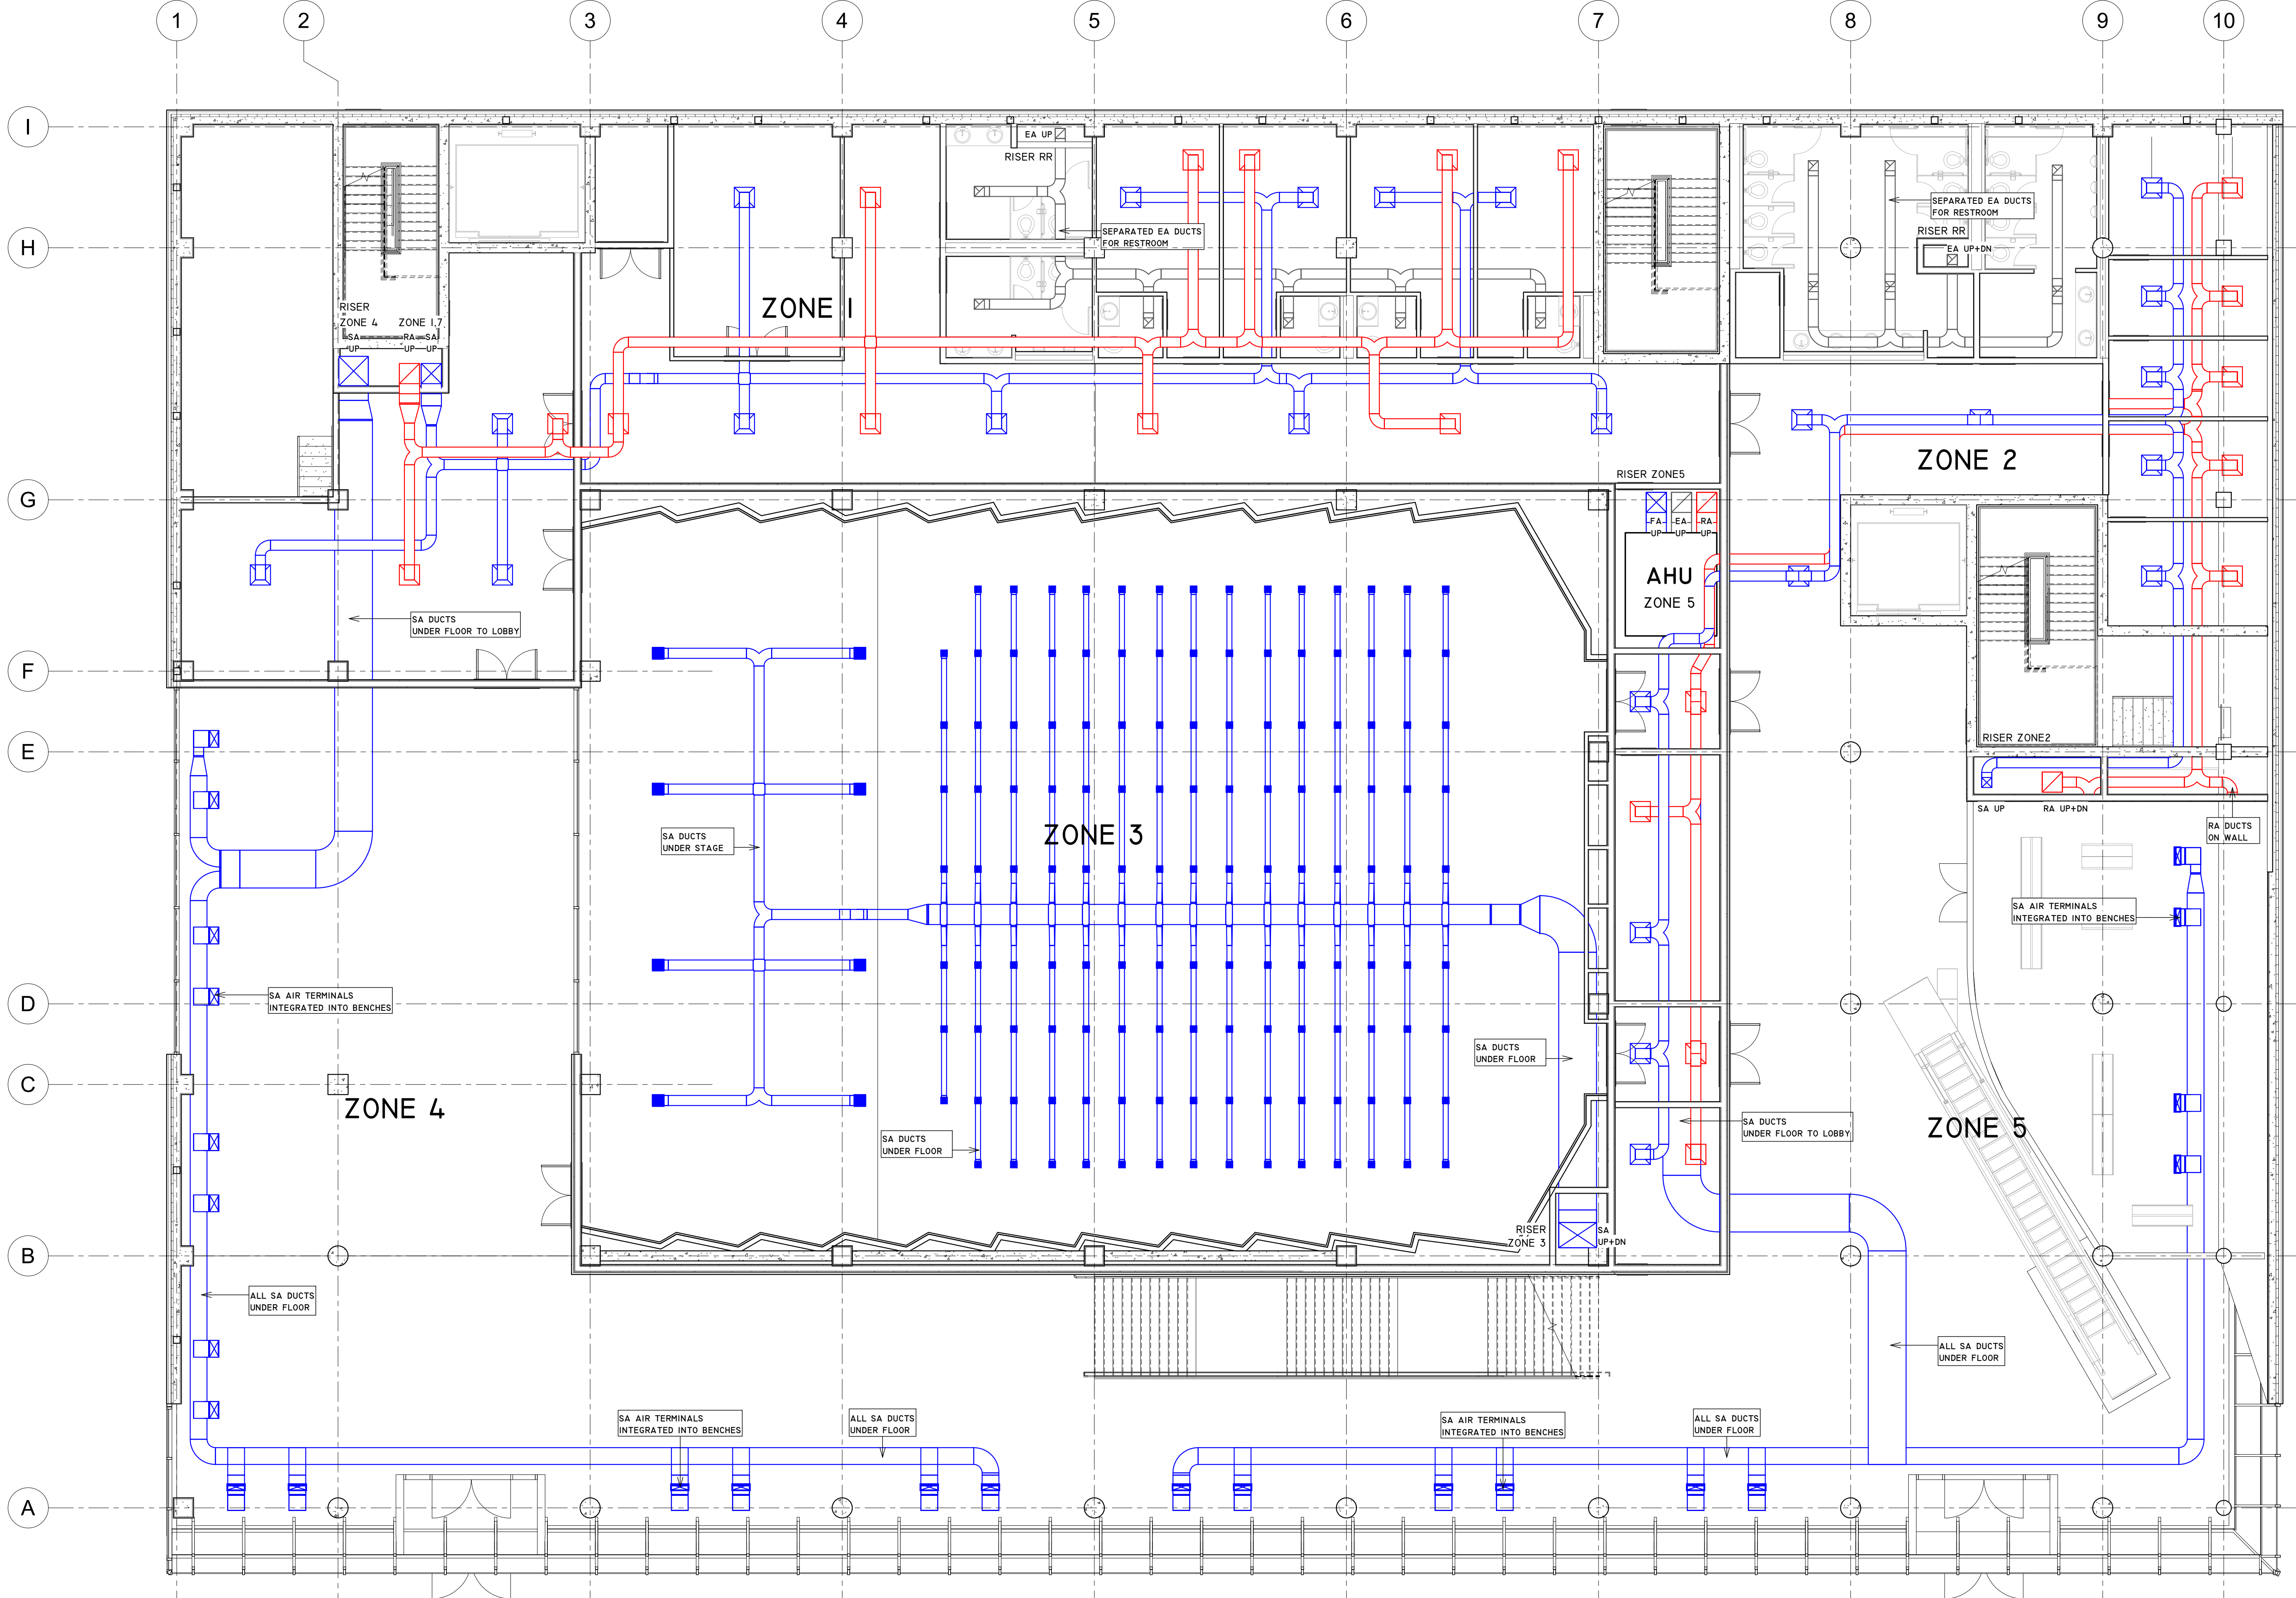 1
2
3
4
5
6
7
8
9
10
I
EA UP
RISER RR
SEPARATED EA DUCTS
FOR RESTROOM
SEPARATED EA DUCTS
FOR RESTROOM
RISER RR
EA UP+DN
H
ZONE 1
RISER
ZONE 4 ZONE 1,7
SA RA SA
UP UP UP
ZONE 2
RISER ZONE5
G
FA EA RA
UP UP UP
AHU
ZONE 5
SA DUCTS
UNDER FLOOR TO LOBBY
F
RISER ZONE2
E
SA UP
RA UP+DN
RA DUCTS
ON WALL
SA DUCTS
UNDER STAGE
ZONE 3
SA AIR TERMINALS
INTEGRATED INTO BENCHES
SA AIR TERMINALS
INTEGRATED INTO BENCHES
D
SA DUCTS
UNDER FLOOR
C
ZONE 4
SA DUCTS
UNDER FLOOR
SA DUCTS
UNDER FLOOR TO LOBBY
ZONE 5
RISER
ZONE 3
SA
UP+DN
B
ALL SA DUCTS
UNDER FLOOR
ALL SA DUCTS
UNDER FLOOR
SA AIR TERMINALS
INTEGRATED INTO BENCHES
ALL SA DUCTS
UNDER FLOOR
SA AIR TERMINALS
INTEGRATED INTO BENCHES
ALL SA DUCTS
UNDER FLOOR
A